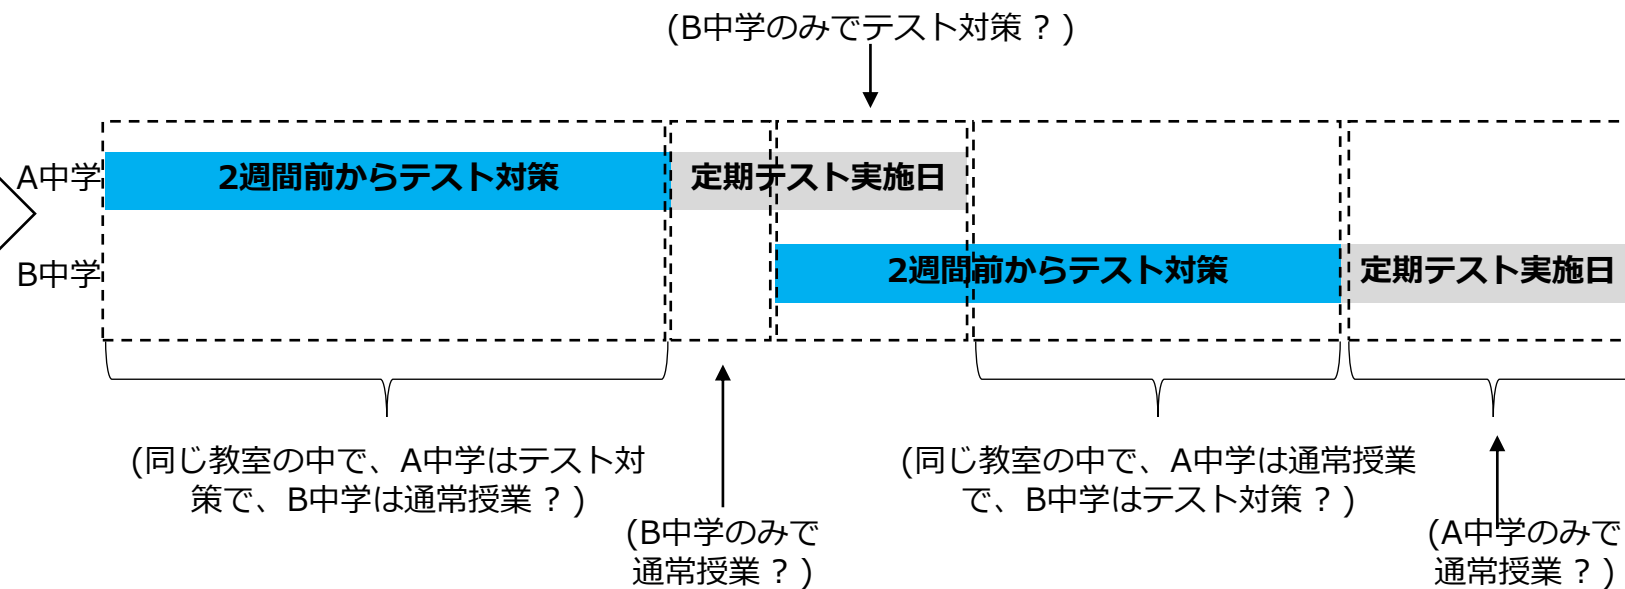 (B中学のみでテスト対策？)
A中学
2週間前からテスト対策
定期テスト実施日
B中学
2週間前からテスト対策
定期テスト実施日
(同じ教室の中で、A中学はテスト対
策で、B中学は通常授業？)
(B中学のみで
通常授業？)
(同じ教室の中で、A中学は通常授業
で、B中学はテスト対策？)
(A中学のみで
通常授業？)